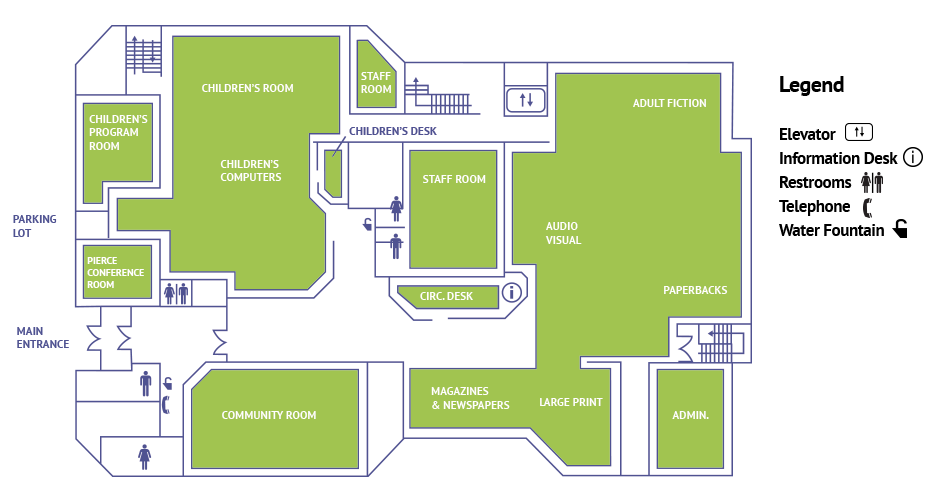 CHILDREN'S ROOM
STAFF
ROOM
ADULT FICTION
CHILDREN'S
PROGRAM
ROOM
CHILDREN'S DESK
CHILDREN'S
COMPUTERS
STAFF ROOM
PARKING
LOT
AUDIO
VISUAL
PIERCE
CONFERENCE
ROOM
CIRC. DESK
i
PAPERBACKS
MAIN
ENTRANCE
MAGAZINES
& NEWSPAPERS
LARGE PRINT
COMMUNITY ROOM
ADMIN.
Legend
Elevator
Information Desk i
Restrooms
Telephone
Water Fountain